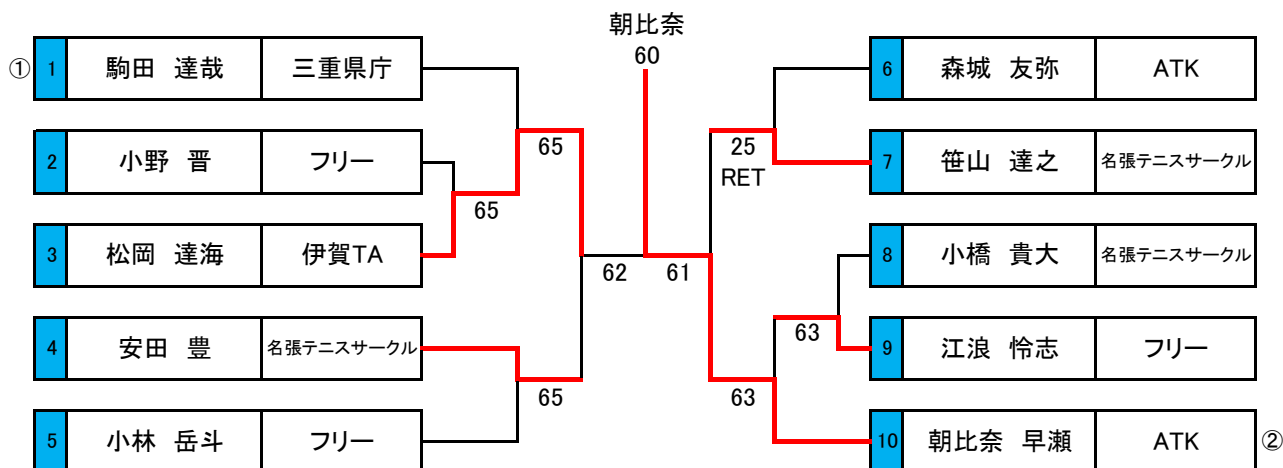 朝比奈
60
① 1 駒田 達哉 三重県庁
2 小野 晋 フリー
3 松岡 達海 伊賀TA
4 安田 豊 名張テニスサークル
5 小林 岳斗 フリー
65
65
65
62
61
25
RET
63
63
6 森城 友弥 ATK
7 笹山 達之 名張テニスサークル
8 小橋 貴大 名張テニスサークル
9 江浪 怜志 フリー
10 朝比奈 早瀬 ATK ②